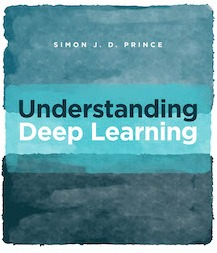 SIMON J. D. PRINCE
Understanding
Deep Learning